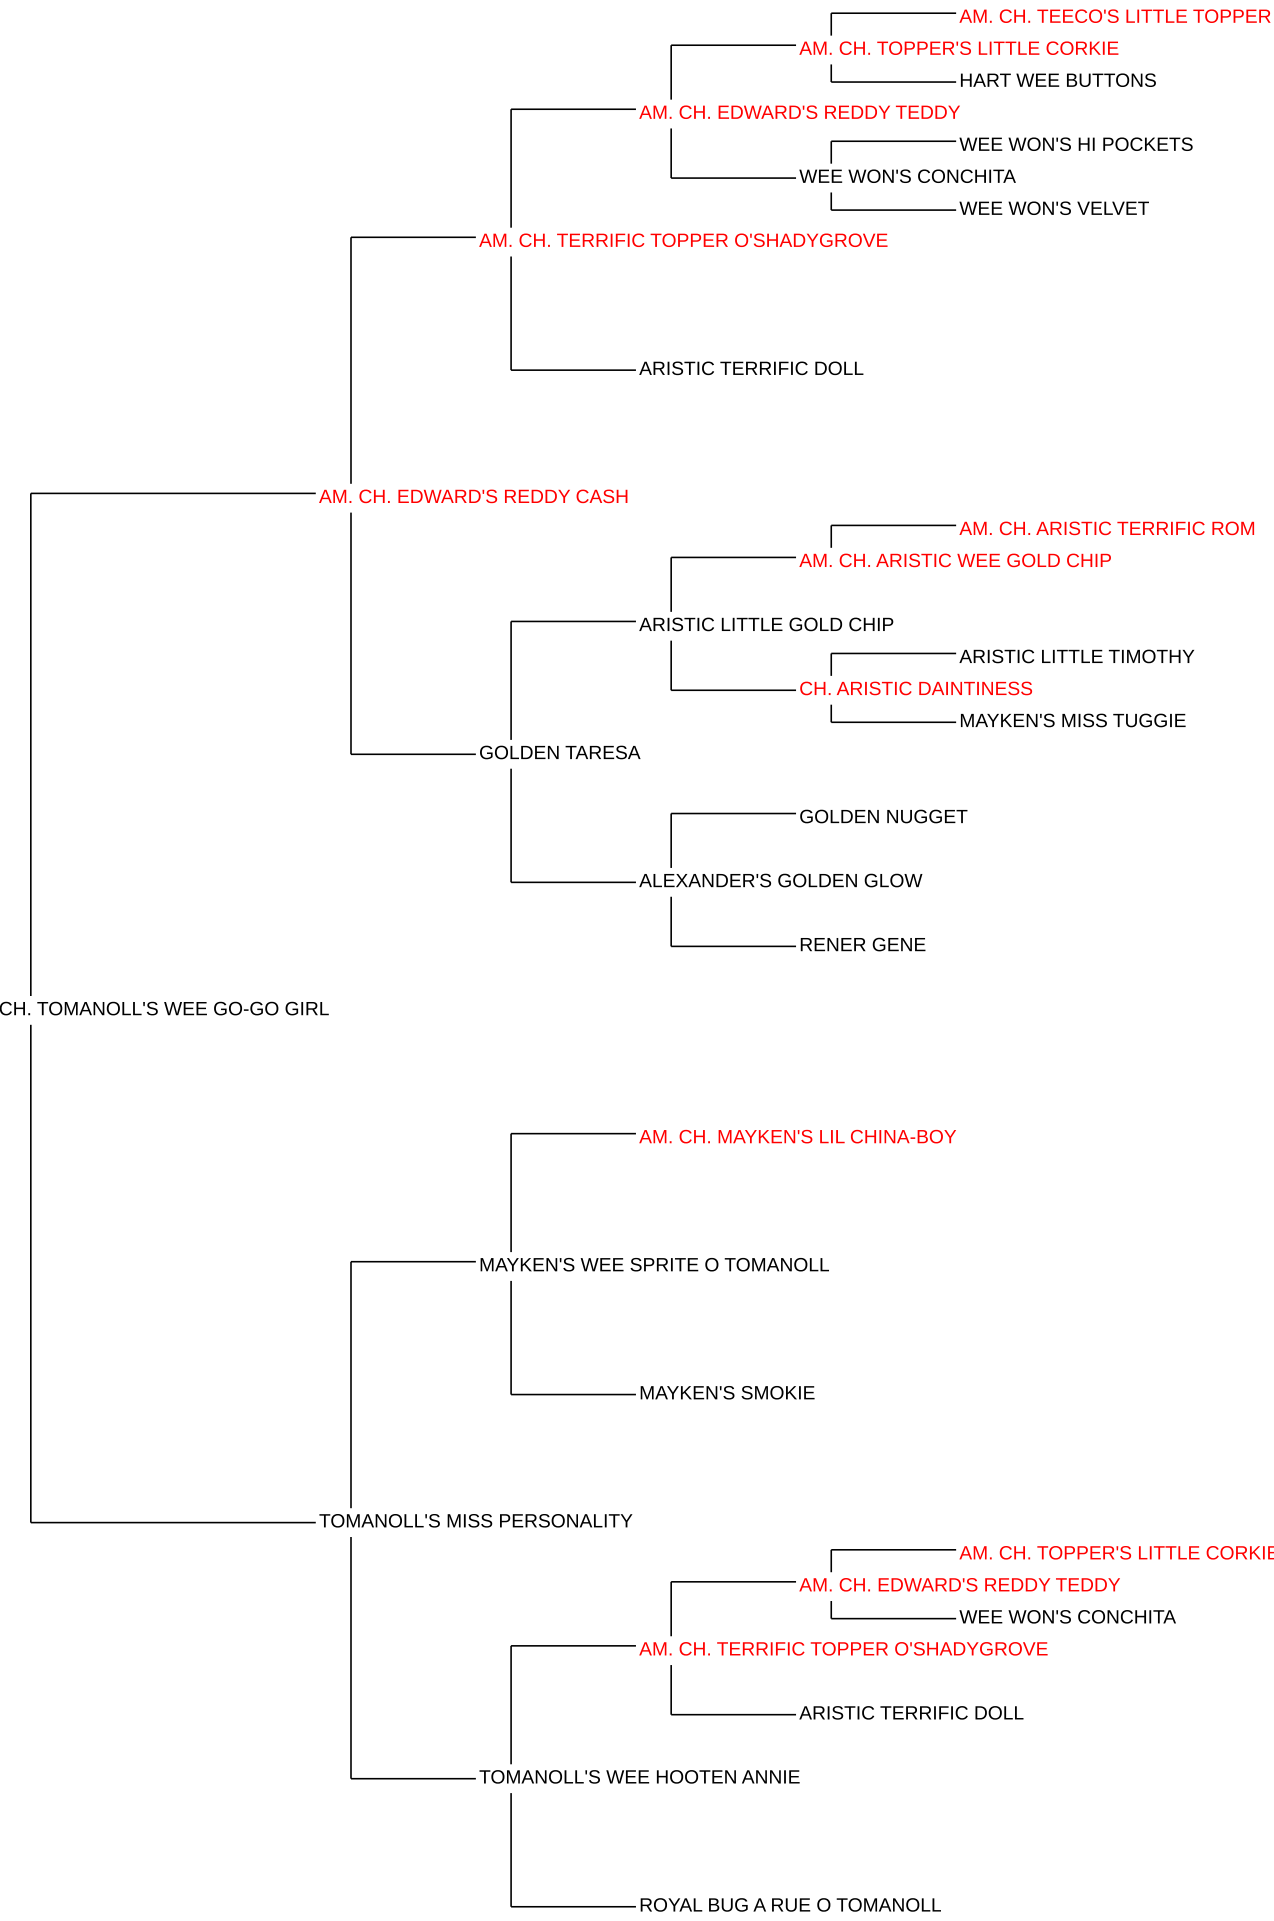 AM. CH. TEECO'S LITTLE TOPPER
AM. CH. TOPPER'S LITTLE CORKIE
HART WEE BUTTONS
AM. CH. EDWARD'S REDDY TEDDY
WEE WON'S HI POCKETS
WEE WON'S CONCHITA
WEE WON'S VELVET
AM. CH. TERRIFIC TOPPER O'SHADYGROVE
ARISTIC TERRIFIC DOLL
AM. CH. EDWARD'S REDDY CASH
AM. CH. ARISTIC TERRIFIC ROM
AM. CH. ARISTIC WEE GOLD CHIP
ARISTIC LITTLE GOLD CHIP
ARISTIC LITTLE TIMOTHY
CH. ARISTIC DAINTINESS
MAYKEN'S MISS TUGGIE
GOLDEN TARESA
GOLDEN NUGGET
ALEXANDER'S GOLDEN GLOW
RENER GENE
CH. TOMANOLL'S WEE GO-GO GIRL
AM. CH. MAYKEN'S LIL CHINA-BOY
MAYKEN'S WEE SPRITE O TOMANOLL
MAYKEN'S SMOKIE
TOMANOLL'S MISS PERSONALITY
AM. CH. TOPPER'S LITTLE CORKIE
AM. CH. EDWARD'S REDDY TEDDY
WEE WON'S CONCHITA
AM. CH. TERRIFIC TOPPER O'SHADYGROVE
ARISTIC TERRIFIC DOLL
TOMANOLL'S WEE HOOTEN ANNIE
ROYAL BUG A RUE O TOMANOLL